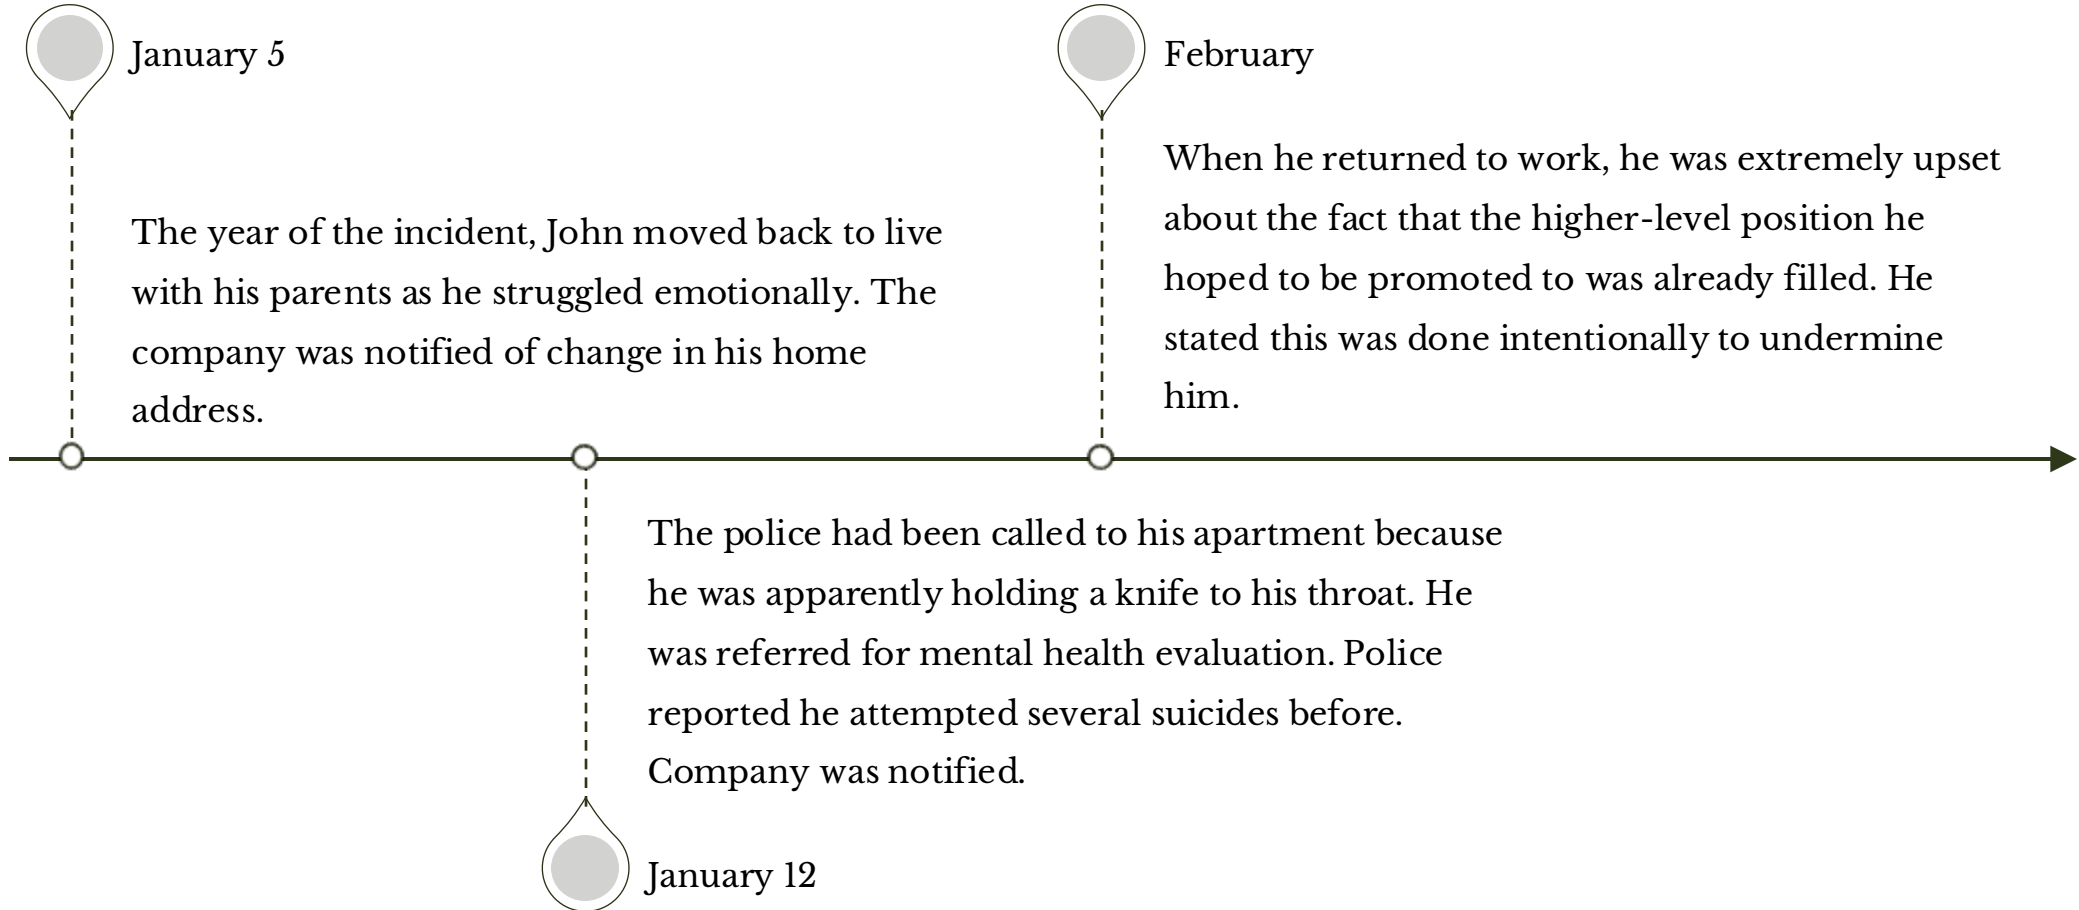 January 5
The year of the incident, John moved back to live
with his parents as he struggled emotionally. The
company was notified of change in his home
address.
February
When he returned to work, he was extremely upset
about the fact that the higher-level position he
hoped to be promoted to was already filled. He
stated this was done intentionally to undermine
him.
The police had been called to his apartment because
he was apparently holding a knife to his throat. He
was referred for mental health evaluation. Police
reported he attempted several suicides before.
Company was notified.
January 12